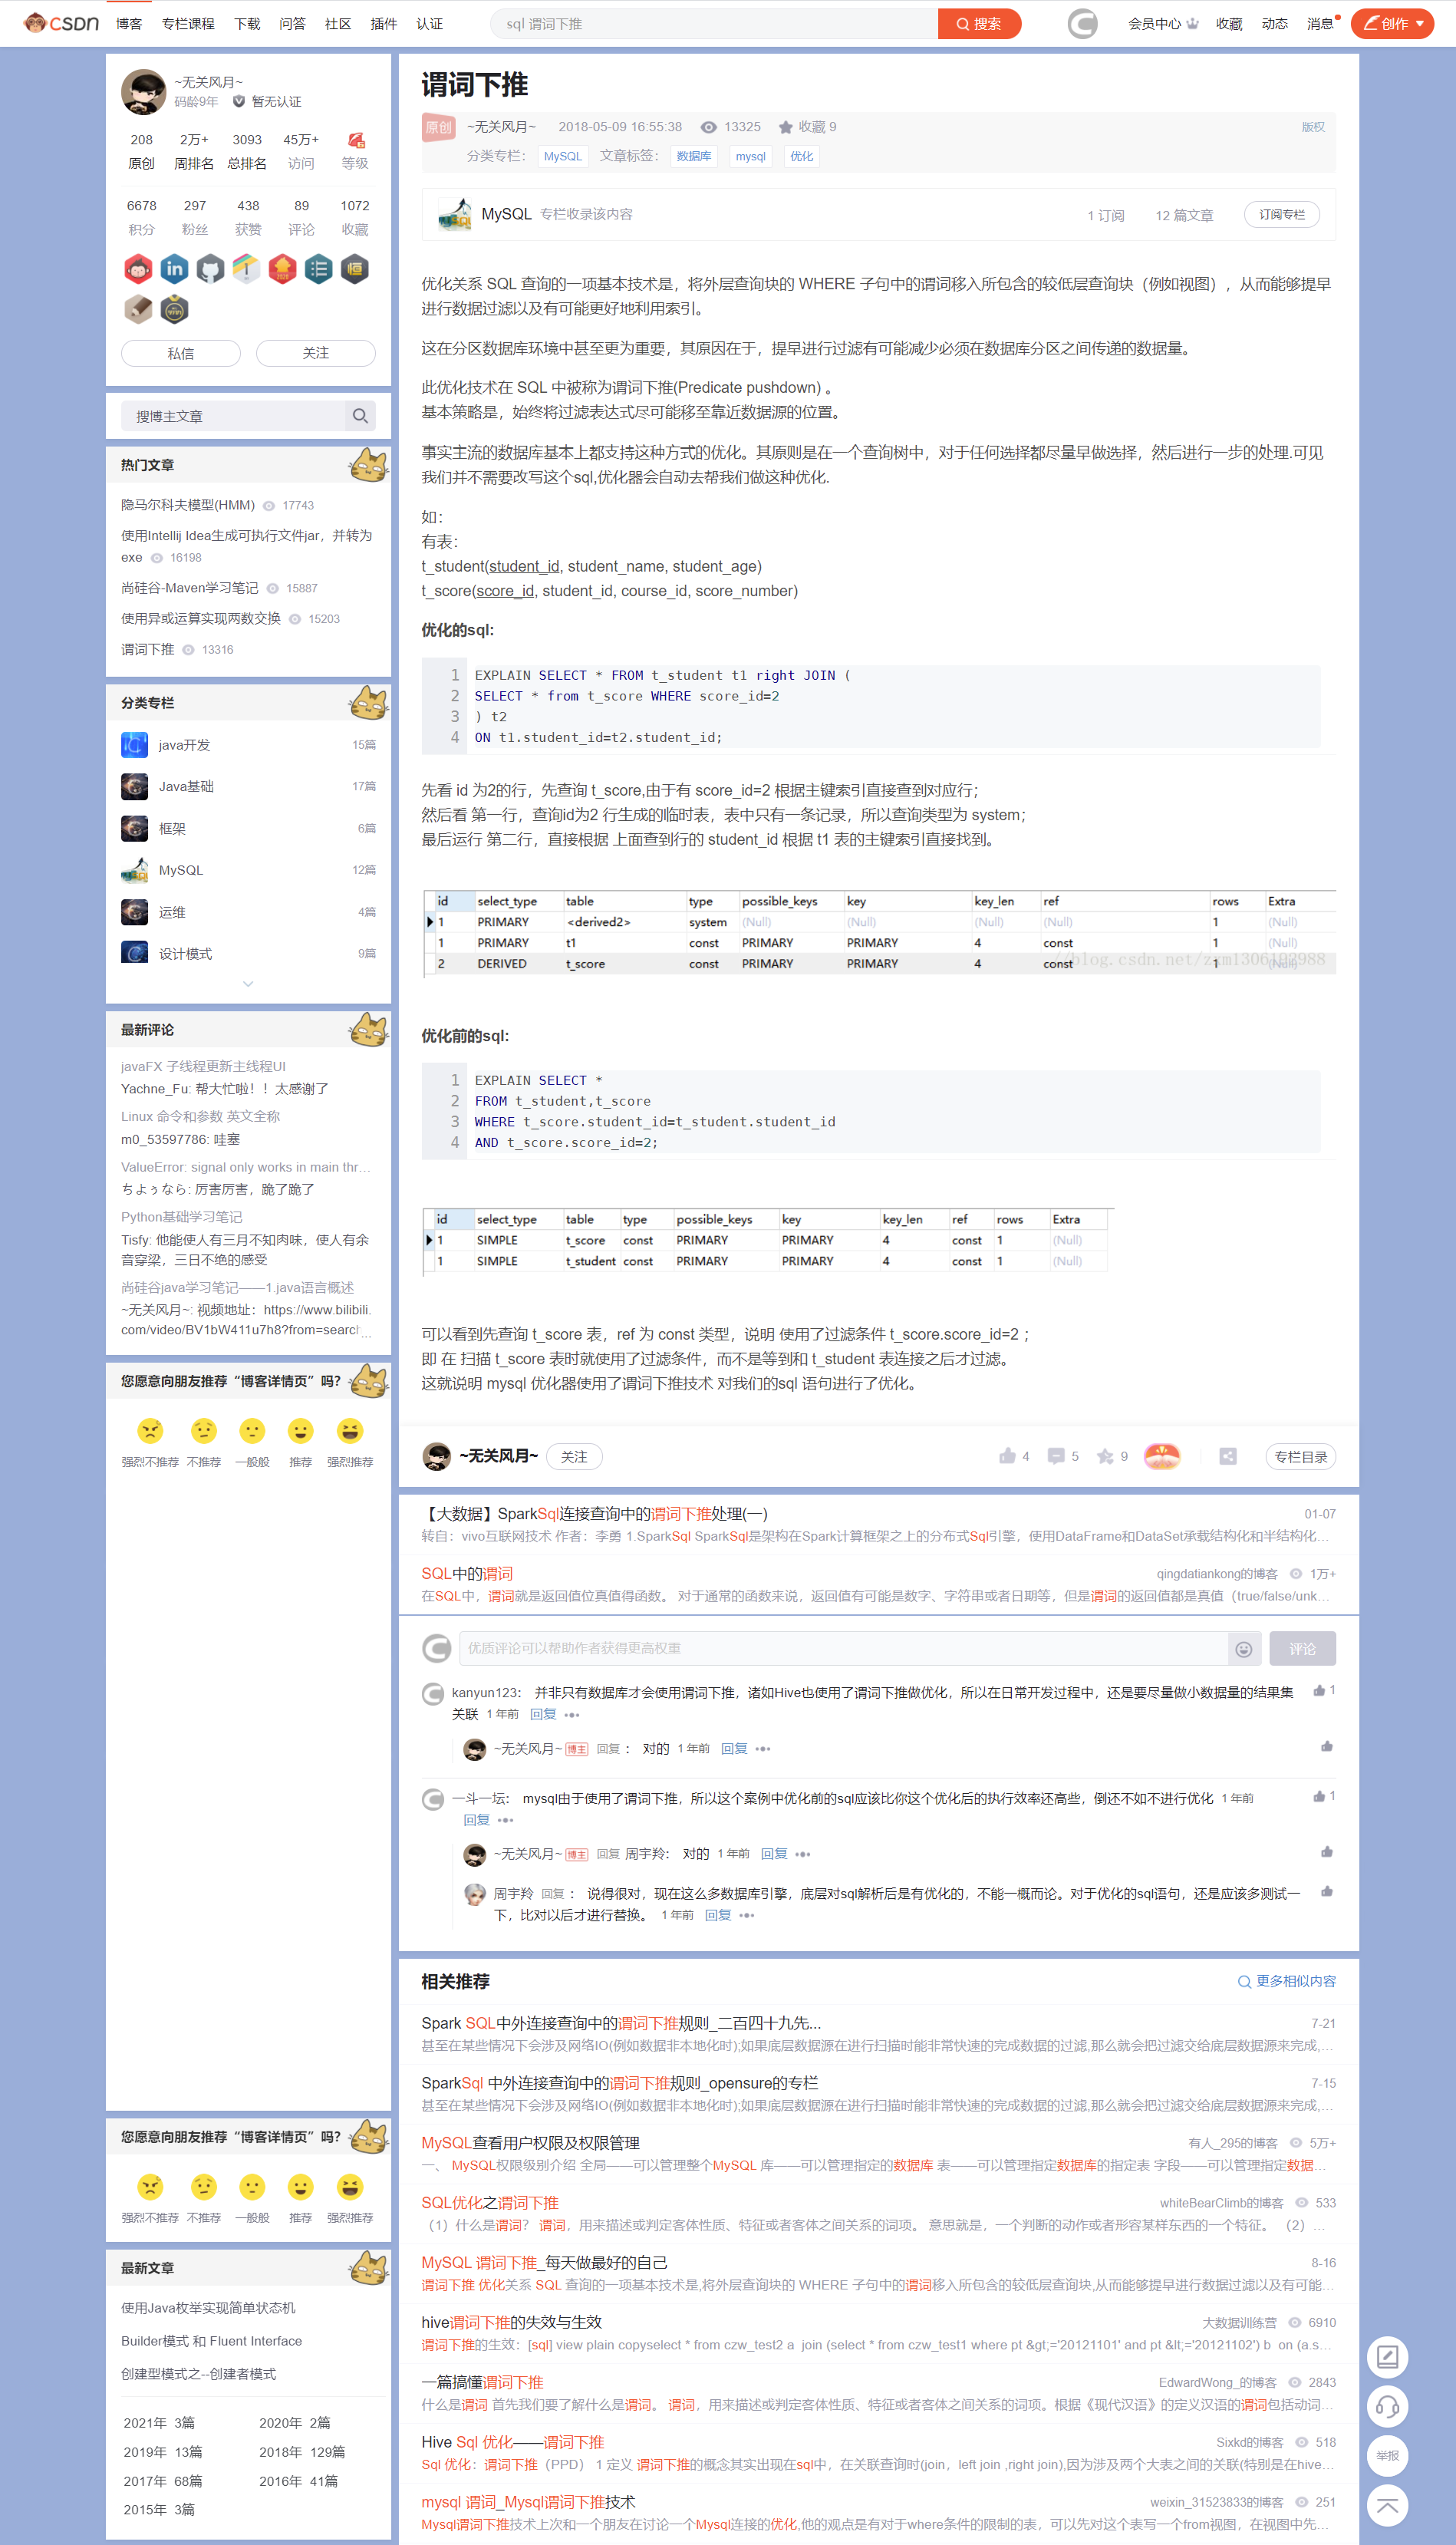 CSDN 博客 专栏课程 下载 问答 社区 插件 认证 sql 谓词下推 搜索 会员中心 收藏 动态 消息 创作
~无关风月~
码龄9年 暂无认证
208 2万+ 3093 45万+
原创 周排名 总排名 访问 等级
6678 297 438 89 1072
积分 粉丝 获赞 评论 收藏
私信 关注
搜博主文章
热门文章
隐马尔科夫模型(HMM) 17743
使用Intellij Idea生成可执行文件jar，并转为
exe 16198
尚硅谷-Maven学习笔记 15887
使用异或运算实现两数交换 15203
谓词下推 13316
分类专栏
java开发 15篇
Java基础 17篇
框架 6篇
MySQL 12篇
运维 4篇
设计模式 9篇
最新评论
javaFX 子线程更新主线程UI
Yachne_Fu: 帮大忙啦！！太感谢了
Linux 命令和参数 英文全称
m0_53597786: 哇塞
ValueError: signal only works in main thr…
ちよぅなら: 厉害厉害，跪了跪了
Python基础学习笔记
Tisfy: 他能使人有三月不知肉味，使人有余
音穿梁，三日不绝的感受
尚硅谷java学习笔记——1.java语言概述
~无关风月~: 视频地址：https://www.bilibili.
com/video/BV1bW411u7h8?from=search...
您愿意向朋友推荐“博客详情页”吗？
强烈不推荐 不推荐 一般般 推荐 强烈推荐
您愿意向朋友推荐“博客详情页”吗？
强烈不推荐 不推荐 一般般 推荐 强烈推荐
最新文章
使用Java枚举实现简单状态机
Builder模式 和 Fluent Interface
创建型模式之--创建者模式
2021年 3篇 2020年 2篇
2019年 13篇 2018年 129篇
2017年 68篇 2016年 41篇
2015年 3篇
谓词下推
原创 ~无关风月~ 2018-05-09 16:55:38 13325 收藏 9 版权
分类专栏： MySQL 文章标签： 数据库 mysql 优化
MySQL 专栏收录该内容 1 订阅 12 篇文章 订阅专栏
优化关系 SQL 查询的一项基本技术是，将外层查询块的 WHERE 子句中的谓词移入所包含的较低层查询块（例如视图），从而能够提早
进行数据过滤以及有可能更好地利用索引。
这在分区数据库环境中甚至更为重要，其原因在于，提早进行过滤有可能减少必须在数据库分区之间传递的数据量。
此优化技术在 SQL 中被称为谓词下推(Predicate pushdown) 。
基本策略是，始终将过滤表达式尽可能移至靠近数据源的位置。
事实主流的数据库基本上都支持这种方式的优化。其原则是在一个查询树中，对于任何选择都尽量早做选择，然后进行一步的处理.可见
我们并不需要改写这个sql,优化器会自动去帮我们做这种优化.
如：
有表：
t_student(student_id, student_name, student_age)
t_score(score_id, student_id, course_id, score_number)
优化的sql:
1 EXPLAIN SELECT * FROM t_student t1 right JOIN (
2 SELECT * from t_score WHERE score_id=2
3 ) t2
4 ON t1.student_id=t2.student_id;
先看 id 为2的行，先查询 t_score,由于有 score_id=2 根据主键索引直接查到对应行；
然后看 第一行，查询id为2 行生成的临时表，表中只有一条记录，所以查询类型为 system；
最后运行 第二行，直接根据 上面查到行的 student_id 根据 t1 表的主键索引直接找到。
id select_type table type possible_keys key key_len ref rows Extra
1 PRIMARY <derived2> system (Null) (Null) (Null) (Null) 1 (Null)
1 PRIMARY t1 const PRIMARY PRIMARY 4 const 1 (Null)
2 DERIVED t_score const PRIMARY PRIMARY 4 const 1 (Null)
//blog.csdn.net/zxm1306192988
优化前的sql:
1 EXPLAIN SELECT *
2 FROM t_student,t_score
3 WHERE t_score.student_id=t_student.student_id
4 AND t_score.score_id=2;
id select_type table type possible_keys key key_len ref rows Extra
1 SIMPLE t_score const PRIMARY PRIMARY 4 const 1 (Null)
1 SIMPLE t_student const PRIMARY PRIMARY 4 const 1 (Null)
可以看到先查询 t_score 表，ref 为 const 类型，说明 使用了过滤条件 t_score.score_id=2 ；
即 在 扫描 t_score 表时就使用了过滤条件，而不是等到和 t_student 表连接之后才过滤。
这就说明 mysql 优化器使用了谓词下推技术 对我们的sql 语句进行了优化。
~无关风月~ 关注 4 5 9 专栏目录
【大数据】SparkSql连接查询中的谓词下推处理(一) 01-07
转自：vivo互联网技术 作者：李勇 1.SparkSql SparkSql是架构在Spark计算框架之上的分布式Sql引擎，使用DataFrame和DataSet承载结构化和半结构化…
SQL中的谓词 qingdatiankong的博客 1万+
在SQL中，谓词就是返回值位真值得函数。 对于通常的函数来说，返回值有可能是数字、字符串或者日期等，但是谓词的返回值都是真值（true/false/unk…
优质评论可以帮助作者获得更高权重 评论
kanyun123： 并非只有数据库才会使用谓词下推，诸如Hive也使用了谓词下推做优化，所以在日常开发过程中，还是要尽量做小数据量的结果集 1
关联 1 年前 回复
~无关风月~ 博主 回复 ： 对的 1 年前 回复
一斗一坛： mysql由于使用了谓词下推，所以这个案例中优化前的sql应该比你这个优化后的执行效率还高些，倒还不如不进行优化 1 年前 1
回复
~无关风月~ 博主 回复 周宇羚： 对的 1 年前 回复
周宇羚 回复 ： 说得很对，现在这么多数据库引擎，底层对sql解析后是有优化的，不能一概而论。对于优化的sql语句，还是应该多测试一
下，比对以后才进行替换。 1 年前 回复
相关推荐 更多相似内容
Spark SQL中外连接查询中的谓词下推规则_二百四十九先... 7-21
甚至在某些情况下会涉及网络IO(例如数据非本地化时);如果底层数据源在进行扫描时能非常快速的完成数据的过滤,那么就会把过滤交给底层数据源来完成,…
SparkSql 中外连接查询中的谓词下推规则_opensure的专栏 7-15
甚至在某些情况下会涉及网络IO(例如数据非本地化时);如果底层数据源在进行扫描时能非常快速的完成数据的过滤,那么就会把过滤交给底层数据源来完成,…
MySQL查看用户权限及权限管理 有人_295的博客 5万+
一、 MySQL权限级别介绍 全局——可以管理整个MySQL 库——可以管理指定的数据库 表——可以管理指定数据库的指定表 字段——可以管理指定数据…
SQL优化之谓词下推 whiteBearClimb的博客 533
（1）什么是谓词？ 谓词，用来描述或判定客体性质、特征或者客体之间关系的词项。 意思就是，一个判断的动作或者形容某样东西的一个特征。 （2）…
MySQL 谓词下推_每天做最好的自己 8-16
谓词下推 优化关系 SQL 查询的一项基本技术是,将外层查询块的 WHERE 子句中的谓词移入所包含的较低层查询块,从而能够提早进行数据过滤以及有可能…
hive谓词下推的失效与生效 大数据训练营 6910
谓词下推的生效：[sql] view plain copyselect * from czw_test2 a join (select * from czw_test1 where pt &gt;='20121101' and pt &lt;='20121102') b on (a.s…
一篇搞懂谓词下推 EdwardWong_的博客 2843
什么是谓词 首先我们要了解什么是谓词。 谓词，用来描述或判定客体性质、特征或者客体之间关系的词项。根据《现代汉语》的定义汉语的谓词包括动词…
Hive Sql 优化——谓词下推 Sixkd的博客 518
Sql 优化：谓词下推（PPD） 1 定义 谓词下推的概念其实出现在sql中，在关联查询时(join，left join ,right join),因为涉及两个大表之间的关联(特别是在hive…
mysql 谓词_Mysql谓词下推技术 weixin_31523833的博客 251
Mysql谓词下推技术上次和一个朋友在讨论一个Mysql连接的优化,他的观点是有对于where条件的限制的表，可以先对这个表写一个from视图，在视图中先…
举报